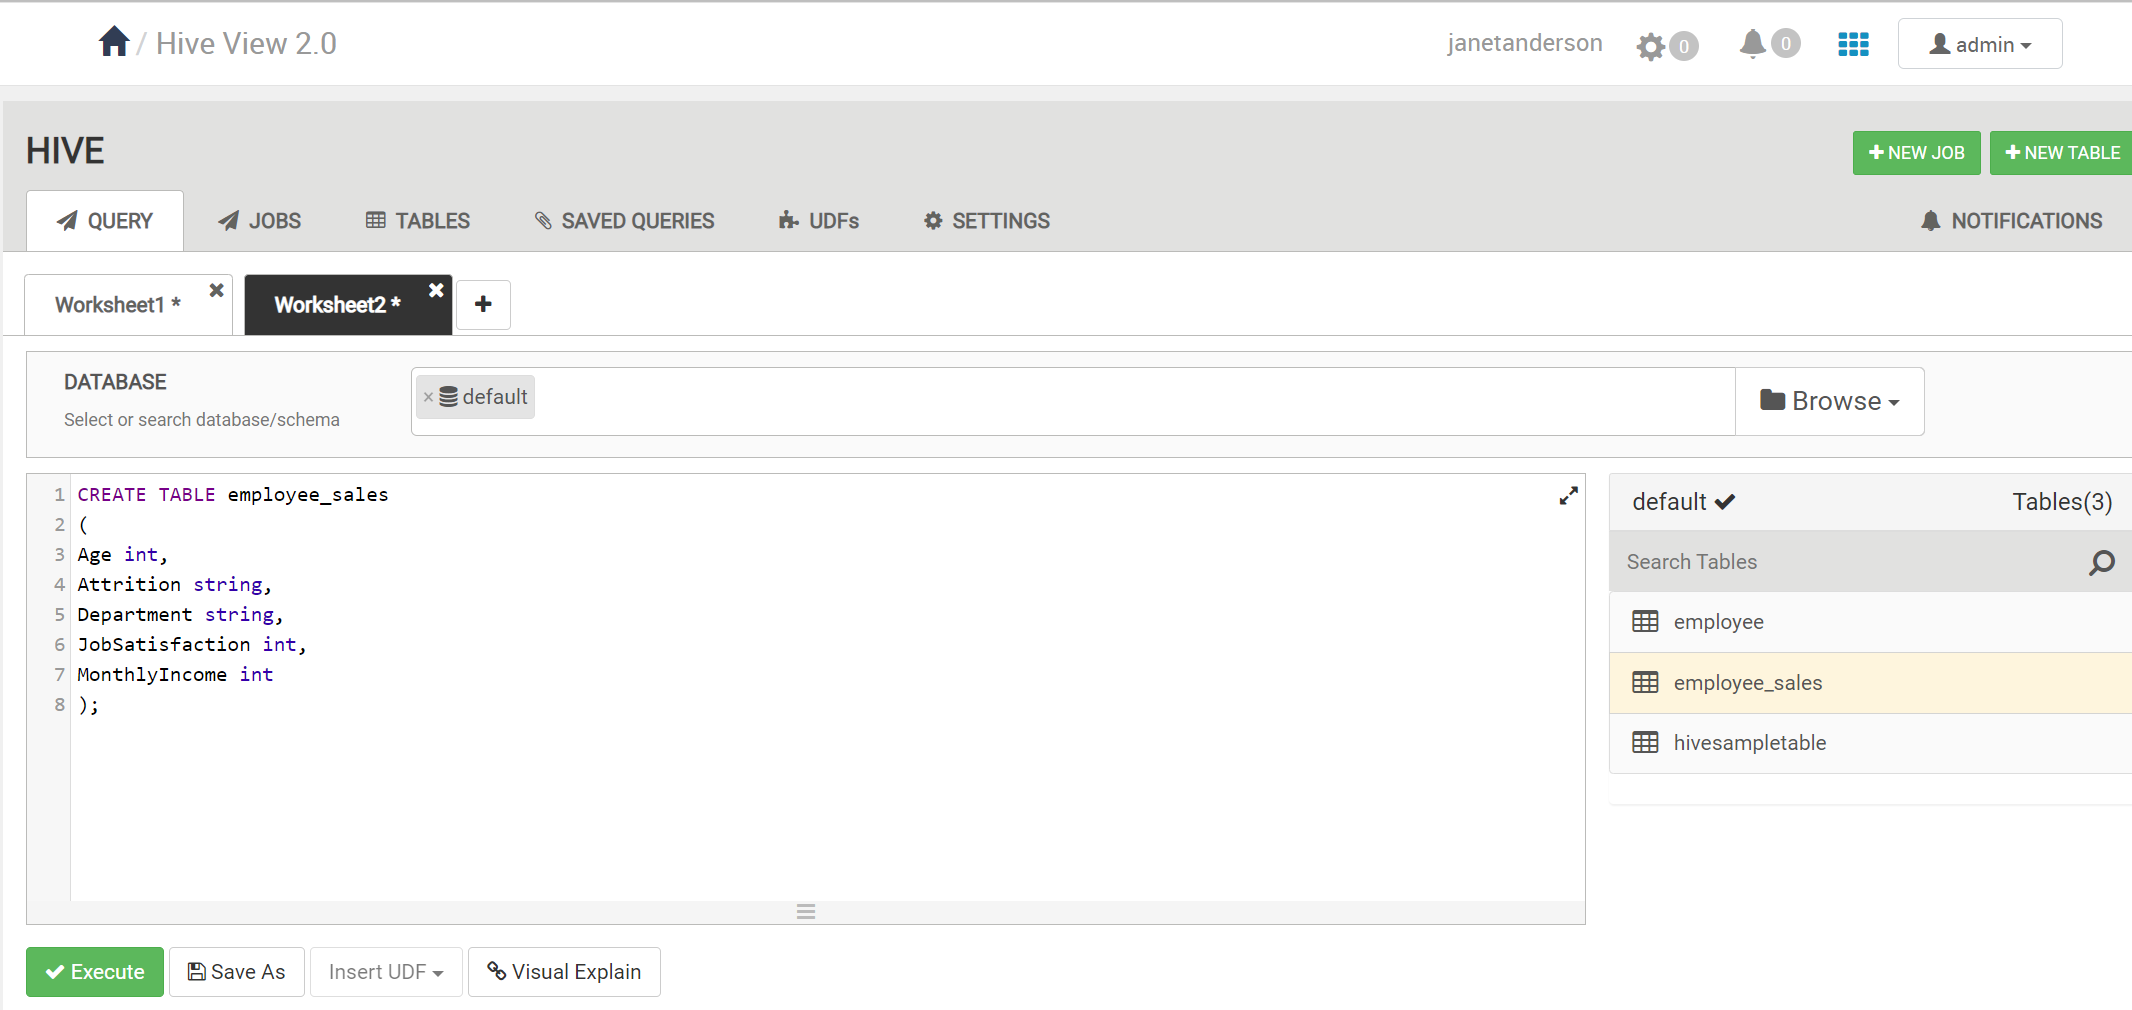 / Hive View 2.0
janetanderson 0 0 admin
HIVE
NEW JOB NEW TABLE
QUERY JOBS TABLES SAVED QUERIES UDFs SETTINGS NOTIFICATIONS
Worksheet1 * Worksheet2 *
DATABASE
Select or search database/schema
× default
Browse
1 CREATE TABLE employee_sales
2 (
3 Age int,
4 Attrition string,
5 Department string,
6 JobSatisfaction int,
7 MonthlyIncome int
8 );
default Tables(3)
Search Tables
employee
employee_sales
hivesampletable
Execute Save As Insert UDF Visual Explain